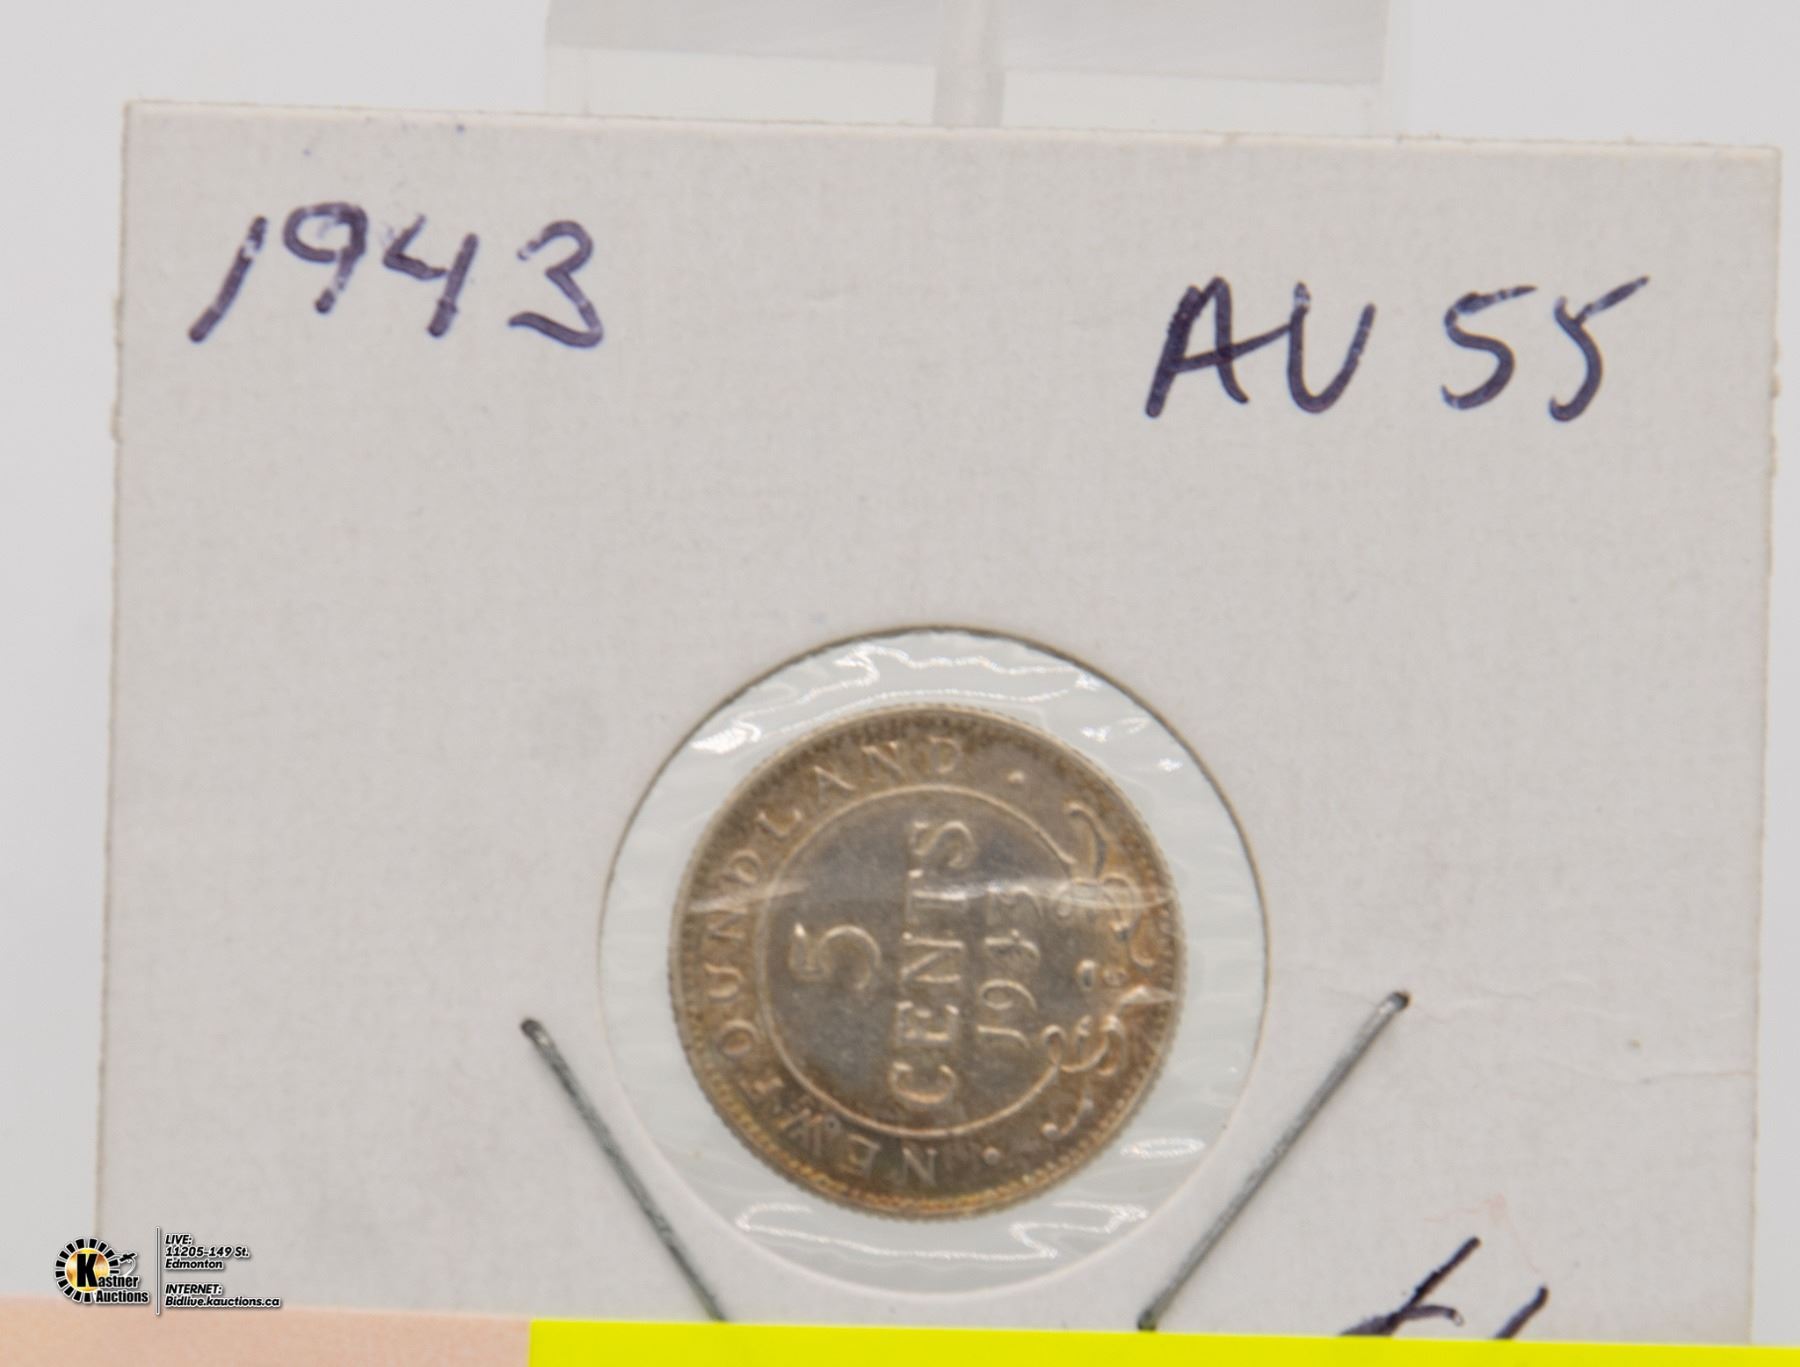 1943
AU 55
NEWFOUNDLAND
5
CENTS
1943
Kastner
Auctions
LIVE:
11205-149 St.
Edmonton
INTERNET:
Bidlive.kauctions.ca